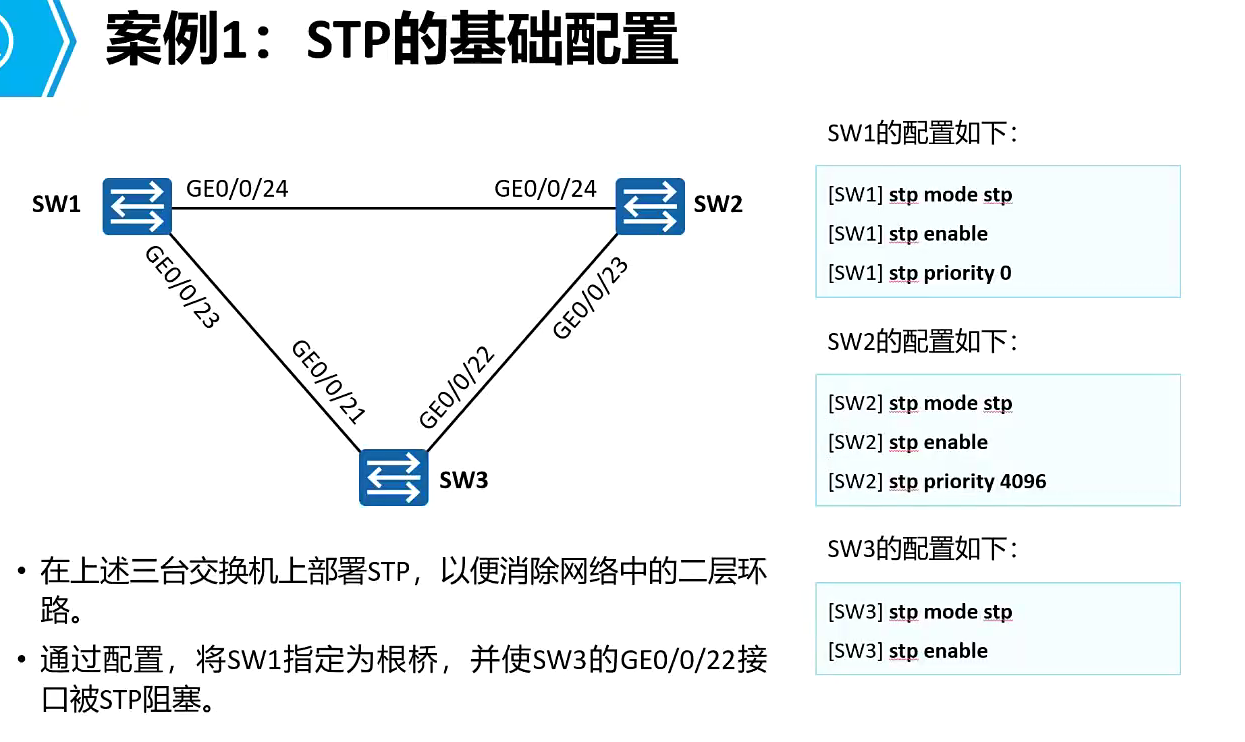 案例1：STP的基础配置
SW1
GE0/0/24
GE0/0/24
SW2
GE0/0/23
GE0/0/21
GE0/0/22
GE0/0/23
SW3
• 在上述三台交换机上部署STP，以便消除网络中的二层环
路。
• 通过配置，将SW1指定为根桥，并使SW3的GE0/0/22接
口被STP阻塞。
SW1的配置如下：
[SW1] stp mode stp
[SW1] stp enable
[SW1] stp priority 0
SW2的配置如下：
[SW2] stp mode stp
[SW2] stp enable
[SW2] stp priority 4096
SW3的配置如下：
[SW3] stp mode stp
[SW3] stp enable